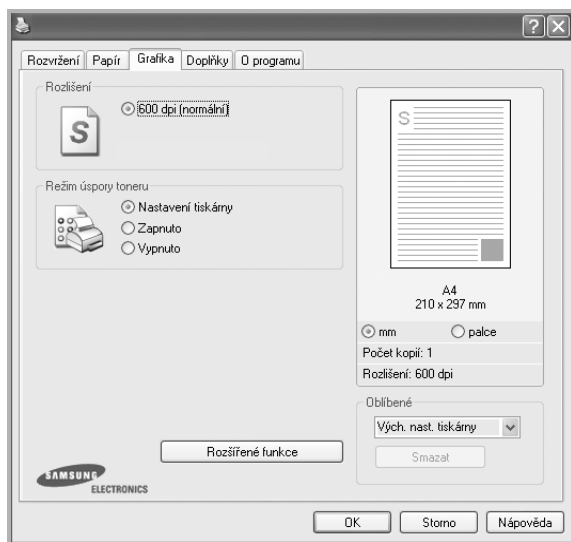 Rozvržení Papír Grafika Doplňky O programu
Rozlišení
S
600 dpi (normální)
Režim úspory toneru
Nastavení tiskárny
Zapnuto
Vypnuto
Rozšířené funkce
SAMSUNG
ELECTRONICS
S
A4
210 x 297 mm
mm palce
Počet kopií: 1
Rozlišení: 600 dpi
Oblíbené
Vých. nast. tiskárny
Smazat
OK Storno Nápověda